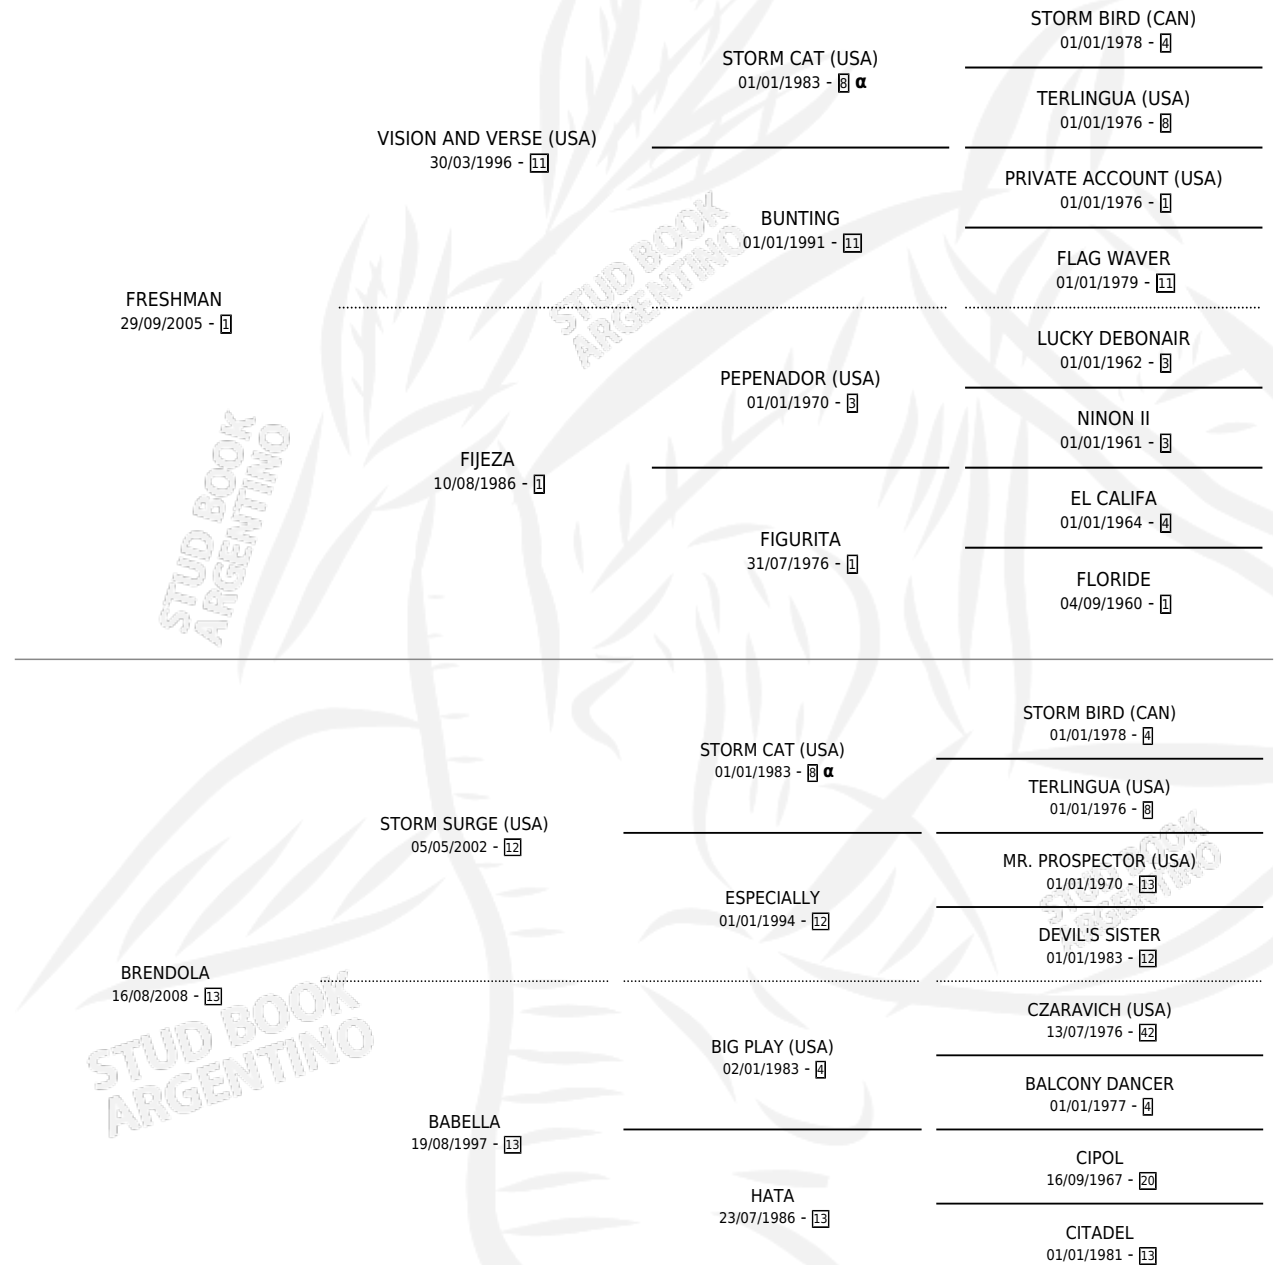 STORM BIRD (CAN)
01/01/1978 - 4
STORM CAT (USA)
01/01/1983 - 8 α
TERLINGUA (USA)
01/01/1976 - 8
VISION AND VERSE (USA)
30/03/1996 - 11
PRIVATE ACCOUNT (USA)
01/01/1976 - 1
BUNTING
01/01/1991 - 11
FLAG WAVER
01/01/1979 - 11
FRESHMAN
29/09/2005 - 1
LUCKY DEBONAIR
01/01/1962 - 3
PEPENADOR (USA)
01/01/1970 - 3
NINON II
01/01/1961 - 3
FIJEZA
10/08/1986 - 1
EL CALIFA
01/01/1964 - 4
FIGURITA
31/07/1976 - 1
FLORIDE
04/09/1960 - 1
STORM BIRD (CAN)
01/01/1978 - 4
STORM CAT (USA)
01/01/1983 - 8 α
TERLINGUA (USA)
01/01/1976 - 8
STORM SURGE (USA)
05/05/2002 - 12
MR. PROSPECTOR (USA)
01/01/1970 - 13
ESPECIALLY
01/01/1994 - 12
DEVIL'S SISTER
01/01/1983 - 12
BRENDOLA
16/08/2008 - 13
CZARAVICH (USA)
13/07/1976 - 42
BIG PLAY (USA)
02/01/1983 - 4
BALCONY DANCER
01/01/1977 - 4
BABELLA
19/08/1997 - 13
CIPOL
16/09/1967 - 20
HATA
23/07/1986 - 13
CITADEL
01/01/1981 - 13
STUD BOOK
ARGENTINO
STUD BOOK
ARGENTINO
STUD BOOK
ARGENTINO
STUD BOOK
ARGENTINO